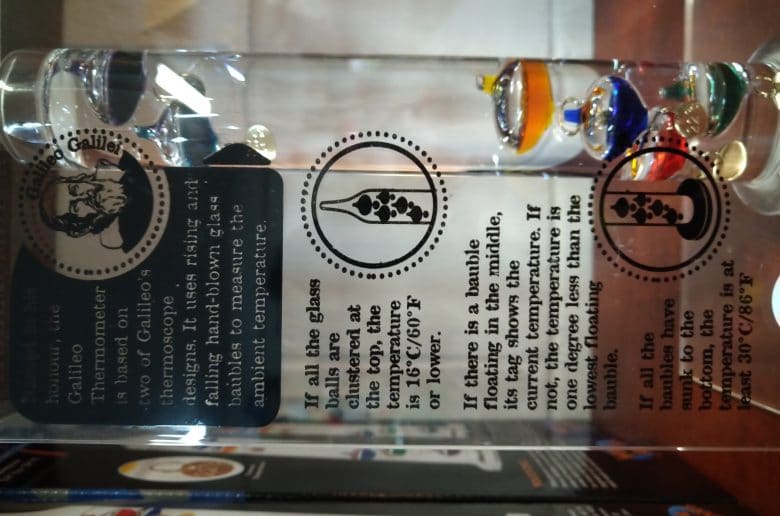 Galileo Galilei
honour, the
Galileo
Thermometer
is based on
two of Galileo's
thermoscope
designs. It uses rising and
falling hand-blown glass
baubles to measure the
ambient temperature.
If all the glass
balls are
clustered at
the top, the
temperature
is 16°C/60°F
or lower.
If there is a bauble
floating in the middle,
its tag shows the
current temperature. If
not, the temperature is
one degree less than the
lowest floating
bauble.
If all the
baubles have
sunk to the
bottom, the
temperature is at
least 30°C/86°F